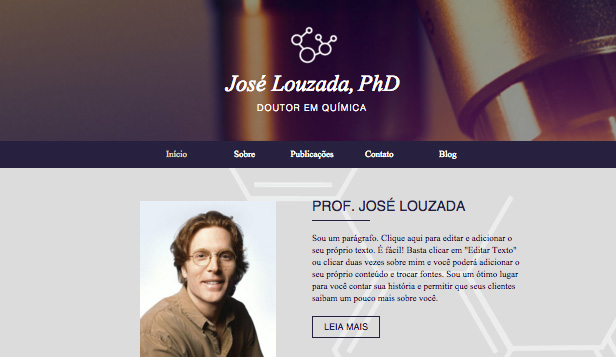 José Louzada, PhD
DOUTOR EM QUÍMICA
Início Sobre Publicações Contato Blog
PROF. JOSÉ LOUZADA
Sou um parágrafo. Clique aqui para editar e adicionar o
seu próprio texto. É fácil! Basta clicar em "Editar Texto"
ou clicar duas vezes sobre mim e você poderá adicionar o
seu próprio conteúdo e trocar fontes. Sou um ótimo lugar
para você contar sua história e permitir que seus clientes
saibam um pouco mais sobre você.
LEIA MAIS